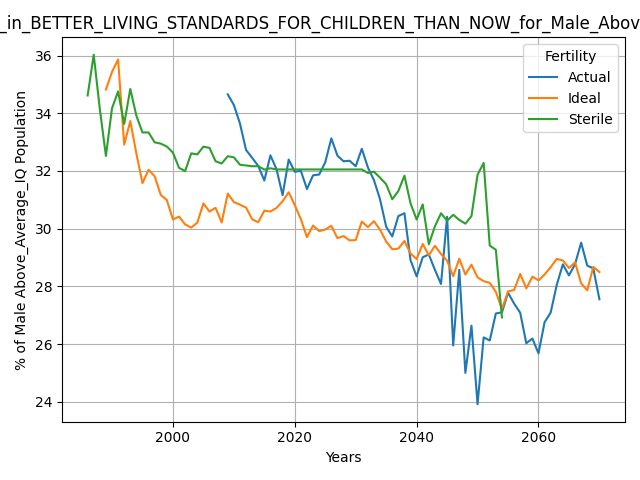 _in_BETTER_LIVING_STANDARDS_FOR_CHILDREN_THAN_NOW_for_Male_Abov
% of Male Above_Average_IQ Population
36
34
32
30
28
26
24
Fertility
Actual
Ideal
Sterile
2000
2020
2040
2060
Years